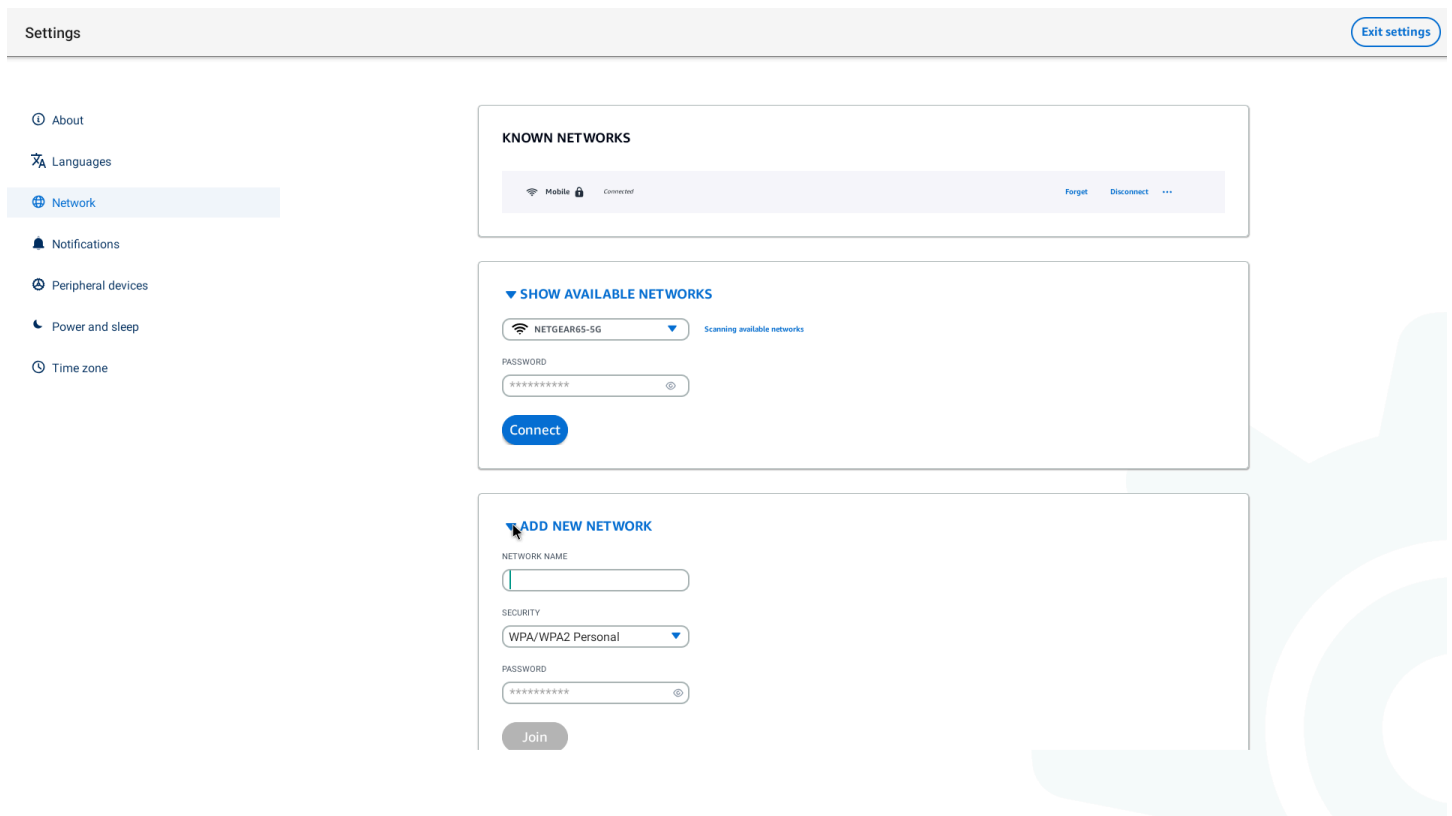 Settings
Exit settings
About
Languages
Network
Notifications
Peripheral devices
Power and sleep
Time zone
KNOWN NETWORKS
Mobile Connected Forget Disconnect ...
SHOW AVAILABLE NETWORKS
NETGEAR65-5G Scanning available networks
PASSWORD
**********
Connect
ADD NEW NETWORK
NETWORK NAME
SECURITY
WPA/WPA2 Personal
PASSWORD
**********
Join